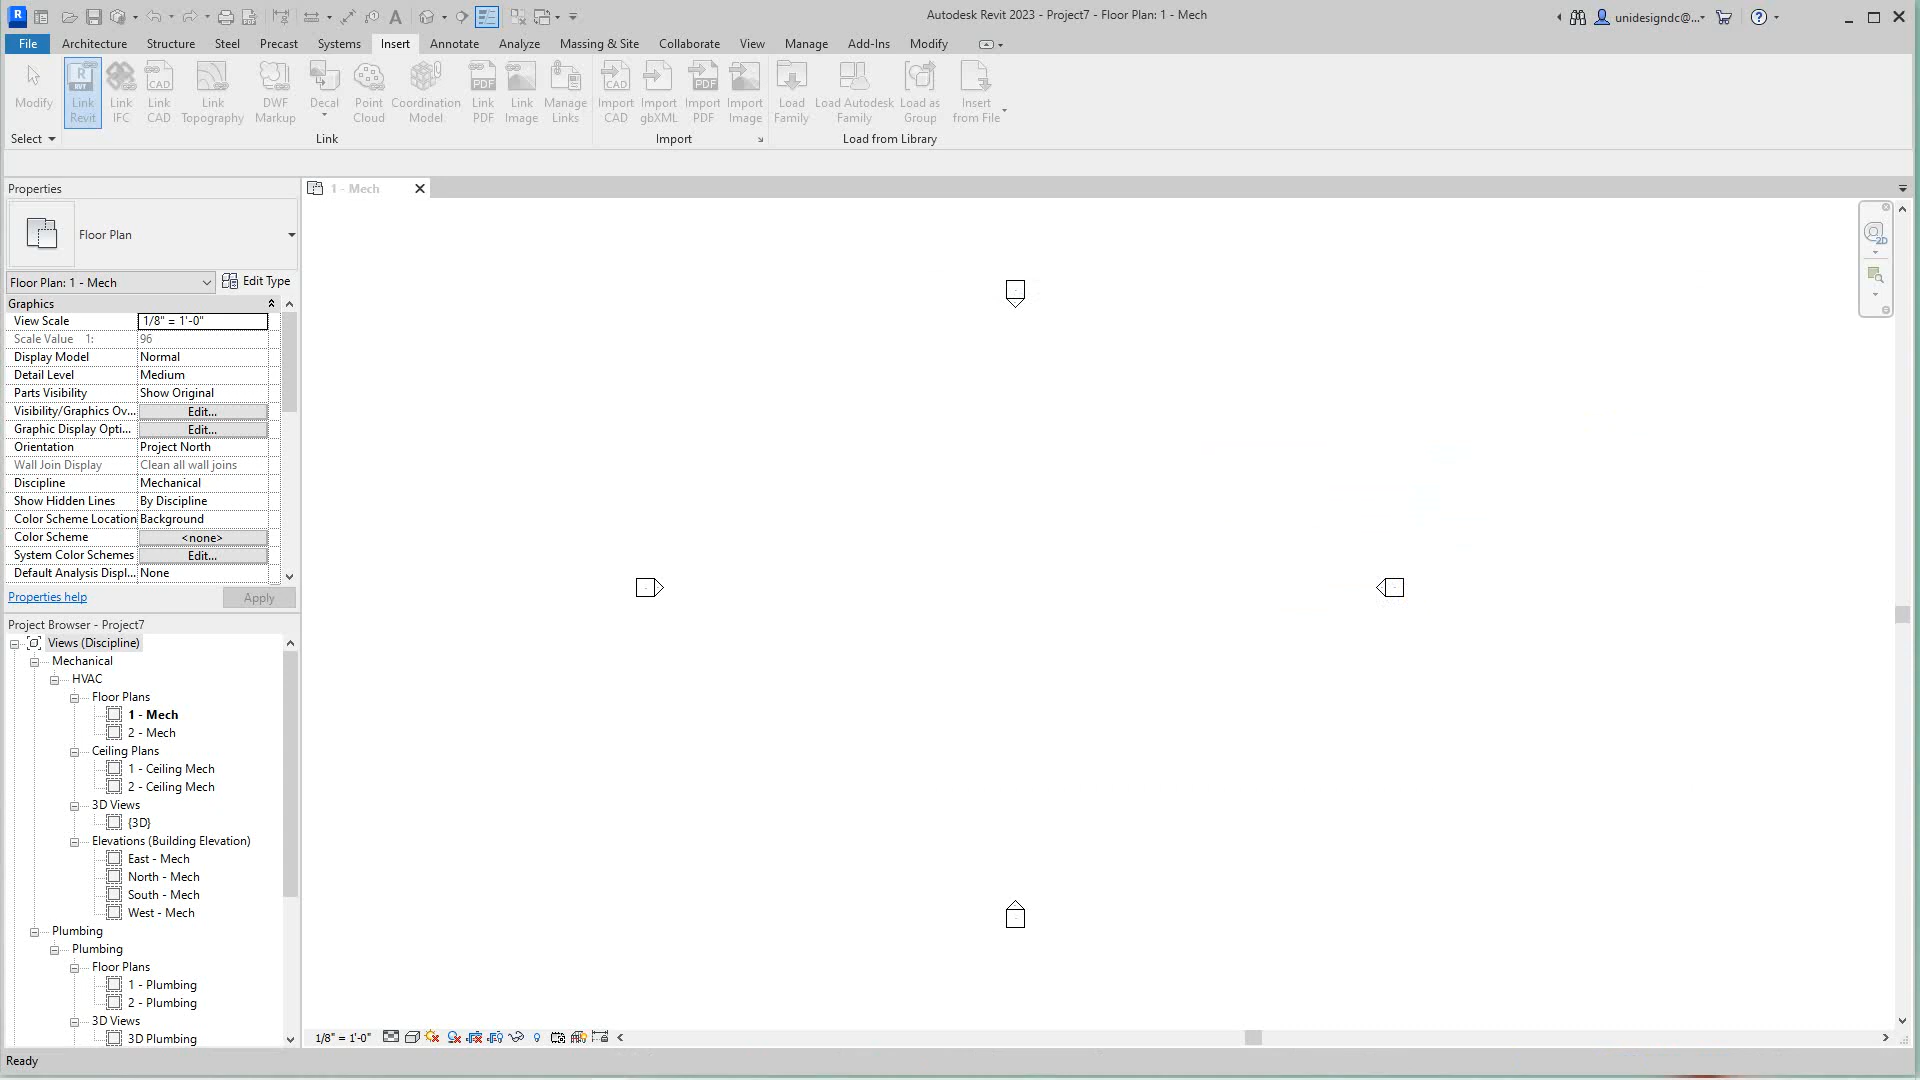 Autodesk Revit 2023 - Project7 - Floor Plan: 1 - Mech
unidesigndc@...
File Architecture Structure Steel Precast Systems Insert Annotate Analyze Massing & Site Collaborate View Manage Add-Ins Modify
Modify
Link Revit
Link IFC
Link CAD
Link Topography
DWF Markup
Decal
Point Cloud
Coordination Model
Link PDF
Link Image
Manage Links
Import CAD
Import gbXML
Import PDF
Import Image
Load Family
Load Autodesk Family
Load as Group
Insert from File
Select
Link
Import
Load from Library
Properties
1 - Mech
Floor Plan
Floor Plan: 1 - Mech
Edit Type
Graphics
View Scale 1/8" = 1'-0"
Scale Value 1: 96
Display Model Normal
Detail Level Medium
Parts Visibility Show Original
Visibility/Graphics Ov... Edit...
Graphic Display Opti... Edit...
Orientation Project North
Wall Join Display Clean all wall joins
Discipline Mechanical
Show Hidden Lines By Discipline
Color Scheme Location Background
Color Scheme <none>
System Color Schemes Edit...
Default Analysis Displ... None
Properties help
Apply
Project Browser - Project7
Views (Discipline)
Mechanical
HVAC
Floor Plans
1 - Mech
2 - Mech
Ceiling Plans
1 - Ceiling Mech
2 - Ceiling Mech
3D Views
{3D}
Elevations (Building Elevation)
East - Mech
North - Mech
South - Mech
West - Mech
Plumbing
Plumbing
Floor Plans
1 - Plumbing
2 - Plumbing
3D Views
3D Plumbing
1/8" = 1'-0"
Ready